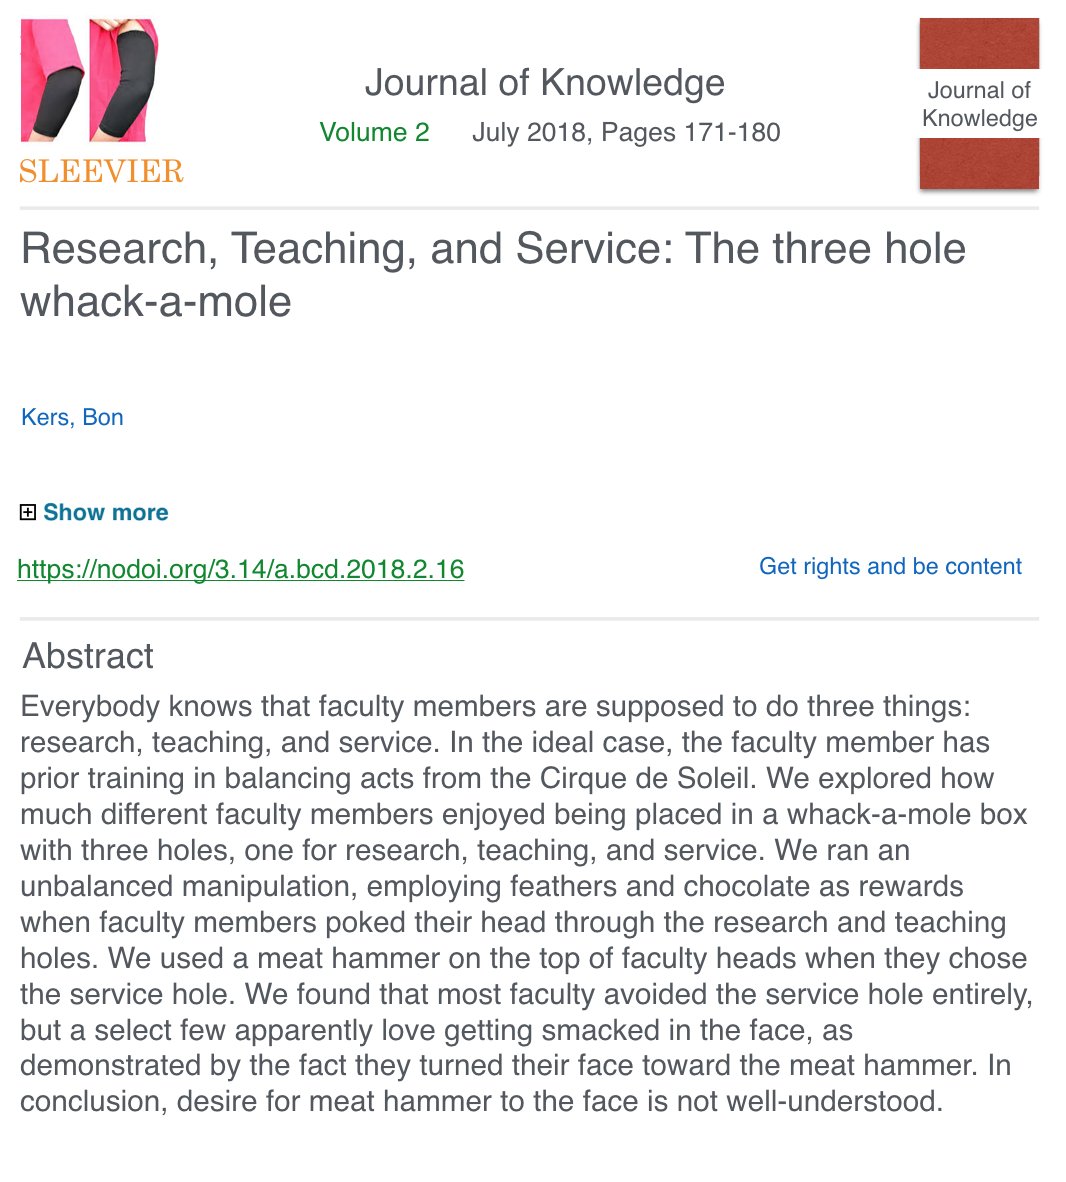 Journal of Knowledge
Volume 2 July 2018, Pages 171-180
Journal of
Knowledge
SLEEVIER
Research, Teaching, and Service: The three hole
whack-a-mole
Kers, Bon
Show more
https://nodoi.org/3.14/a.bcd.2018.2.16
Get rights and be content
Abstract
Everybody knows that faculty members are supposed to do three things:
research, teaching, and service. In the ideal case, the faculty member has
prior training in balancing acts from the Cirque de Soleil. We explored how
much different faculty members enjoyed being placed in a whack-a-mole box
with three holes, one for research, teaching, and service. We ran an
unbalanced manipulation, employing feathers and chocolate as rewards
when faculty members poked their head through the research and teaching
holes. We used a meat hammer on the top of faculty heads when they chose
the service hole. We found that most faculty avoided the service hole entirely,
but a select few apparently love getting smacked in the face, as
demonstrated by the fact they turned their face toward the meat hammer. In
conclusion, desire for meat hammer to the face is not well-understood.